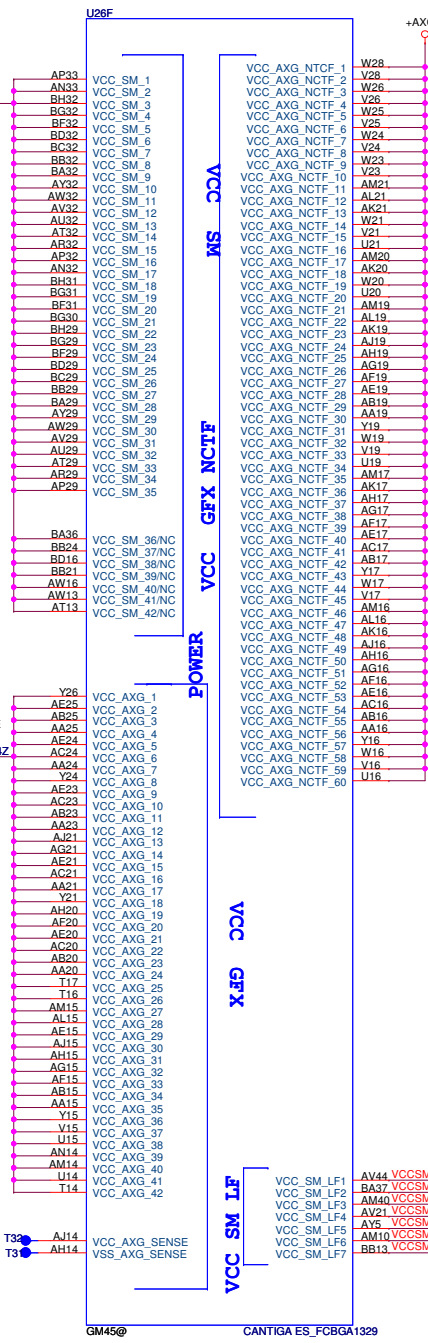 U26F
+AXG
AP33 VCC_SM_1
AN33 VCC_SM_2
BH32 VCC_SM_3
BG32 VCC_SM_4
BF32 VCC_SM_5
BD32 VCC_SM_6
BC32 VCC_SM_7
BB32 VCC_SM_8
BA32 VCC_SM_9
AY32 VCC_SM_10
AW32 VCC_SM_11
AV32 VCC_SM_12
AU32 VCC_SM_13
AT32 VCC_SM_14
AR32 VCC_SM_15
AP32 VCC_SM_16
AN32 VCC_SM_17
BH31 VCC_SM_18
BG31 VCC_SM_19
BF31 VCC_SM_20
BG30 VCC_SM_21
BH29 VCC_SM_22
BG29 VCC_SM_23
BF29 VCC_SM_24
BD29 VCC_SM_25
BC29 VCC_SM_26
BB29 VCC_SM_27
BA29 VCC_SM_28
AY29 VCC_SM_29
AW29 VCC_SM_30
AV29 VCC_SM_31
AU29 VCC_SM_32
AT29 VCC_SM_33
AR29 VCC_SM_34
AP29 VCC_SM_35
BA36 VCC_SM_36/NC
BB24 VCC_SM_37/NC
BD16 VCC_SM_38/NC
BB21 VCC_SM_39/NC
AW16 VCC_SM_40/NC
AW13 VCC_SM_41/NC
AT13 VCC_SM_42/NC
Y26 VCC_AXG_1
AE25 VCC_AXG_2
AB25 VCC_AXG_3
AA25 VCC_AXG_4
AE24 VCC_AXG_5
AC24 VCC_AXG_6
AA24 VCC_AXG_7
Y24 VCC_AXG_8
AE23 VCC_AXG_9
AC23 VCC_AXG_10
AB23 VCC_AXG_11
AA23 VCC_AXG_12
AJ21 VCC_AXG_13
AG21 VCC_AXG_14
AE21 VCC_AXG_15
AC21 VCC_AXG_16
AA21 VCC_AXG_17
Y21 VCC_AXG_18
AH20 VCC_AXG_19
AF20 VCC_AXG_20
AE20 VCC_AXG_21
AC20 VCC_AXG_22
AB20 VCC_AXG_23
AA20 VCC_AXG_24
T17 VCC_AXG_25
T16 VCC_AXG_26
AM15 VCC_AXG_27
AL15 VCC_AXG_28
AE15 VCC_AXG_29
AJ15 VCC_AXG_30
AH15 VCC_AXG_31
AG15 VCC_AXG_32
AF15 VCC_AXG_33
AB15 VCC_AXG_34
AA15 VCC_AXG_35
Y15 VCC_AXG_36
V15 VCC_AXG_37
U15 VCC_AXG_38
AN14 VCC_AXG_39
AM14 VCC_AXG_40
U14 VCC_AXG_41
T14 VCC_AXG_42
T32 AJ14 VCC_AXG_SENSE
T31 AH14 VSS_AXG_SENSE
VCC SM
VCC GFX NCTF
POWER
VCC GFX
VCC SM LF
VCC_AXG_NTCF_1 W28
VCC_AXG_NCTF_2 V28
VCC_AXG_NCTF_3 W26
VCC_AXG_NCTF_4 V26
VCC_AXG_NCTF_5 W25
VCC_AXG_NCTF_6 V25
VCC_AXG_NCTF_7 W24
VCC_AXG_NCTF_8 V24
VCC_AXG_NCTF_9 W23
VCC_AXG_NCTF_10 V23
VCC_AXG_NCTF_11 AM21
VCC_AXG_NCTF_12 AL21
VCC_AXG_NCTF_13 AK21
VCC_AXG_NCTF_14 W21
VCC_AXG_NCTF_15 V21
VCC_AXG_NCTF_16 U21
VCC_AXG_NCTF_17 AM20
VCC_AXG_NCTF_18 AK20
VCC_AXG_NCTF_19 W20
VCC_AXG_NCTF_20 U20
VCC_AXG_NCTF_21 AM19
VCC_AXG_NCTF_22 AL19
VCC_AXG_NCTF_23 AK19
VCC_AXG_NCTF_24 AJ19
VCC_AXG_NCTF_25 AH19
VCC_AXG_NCTF_26 AG19
VCC_AXG_NCTF_27 AF19
VCC_AXG_NCTF_28 AE19
VCC_AXG_NCTF_29 AB19
VCC_AXG_NCTF_30 AA19
VCC_AXG_NCTF_31 Y19
VCC_AXG_NCTF_32 W19
VCC_AXG_NCTF_33 V19
VCC_AXG_NCTF_34 U19
VCC_AXG_NCTF_35 AM17
VCC_AXG_NCTF_36 AK17
VCC_AXG_NCTF_37 AH17
VCC_AXG_NCTF_38 AG17
VCC_AXG_NCTF_39 AF17
VCC_AXG_NCTF_40 AE17
VCC_AXG_NCTF_41 AC17
VCC_AXG_NCTF_42 AB17
VCC_AXG_NCTF_43 Y17
VCC_AXG_NCTF_44 W17
VCC_AXG_NCTF_45 V17
VCC_AXG_NCTF_46 AM16
VCC_AXG_NCTF_47 AL16
VCC_AXG_NCTF_48 AK16
VCC_AXG_NCTF_49 AJ16
VCC_AXG_NCTF_50 AH16
VCC_AXG_NCTF_51 AG16
VCC_AXG_NCTF_52 AF16
VCC_AXG_NCTF_53 AE16
VCC_AXG_NCTF_54 AC16
VCC_AXG_NCTF_55 AB16
VCC_AXG_NCTF_56 AA16
VCC_AXG_NCTF_57 Y16
VCC_AXG_NCTF_58 W16
VCC_AXG_NCTF_59 V16
VCC_AXG_NCTF_60 U16
VCC_SM_LF1 AV44 VCCSM
VCC_SM_LF2 BA37 VCCSM
VCC_SM_LF3 AM40 VCCSM
VCC_SM_LF4 AV21 VCCSM
VCC_SM_LF5 AY5 VCCSM
VCC_SM_LF6 AM10 VCCSM
VCC_SM_LF7 BB13 VCCSM
GM45@
CANTIGA ES_FCBGA1329